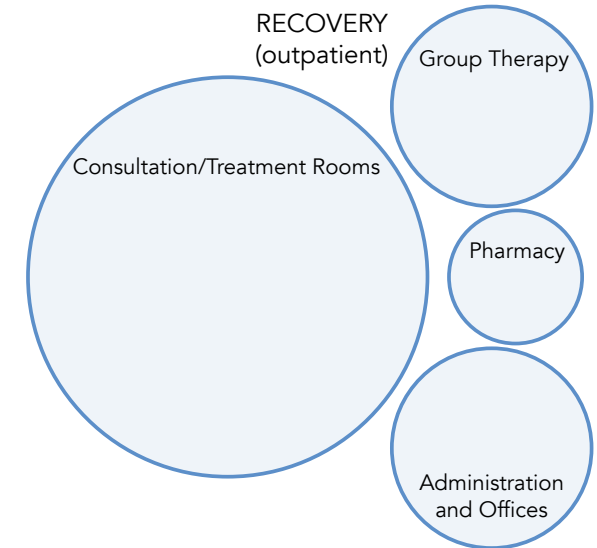 RECOVERY
(outpatient)
Group Therapy
Consultation/Treatment Rooms
Pharmacy
Administration
and Offices